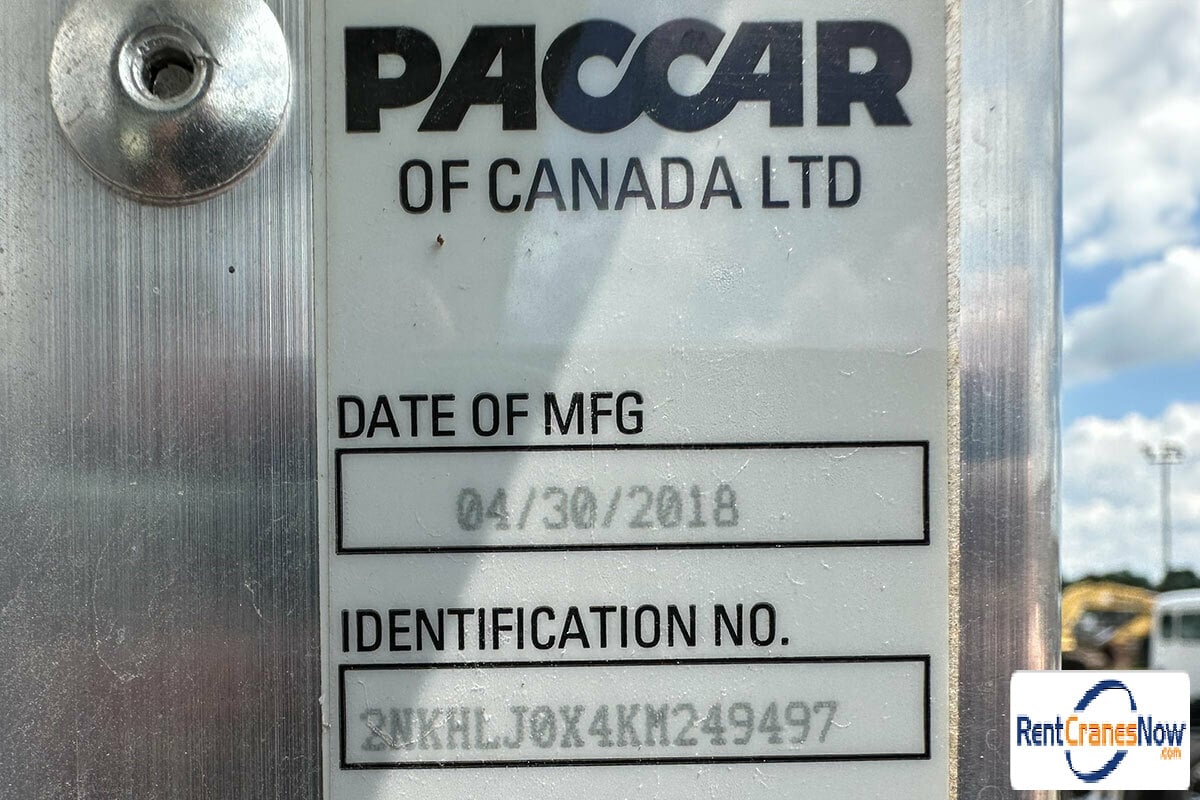 PACCAR
OF CANADA LTD
DATE OF MFG
04/30/2018
IDENTIFICATION NO.
2NKHLJ0X4KM249497
RentCranesNow
.com